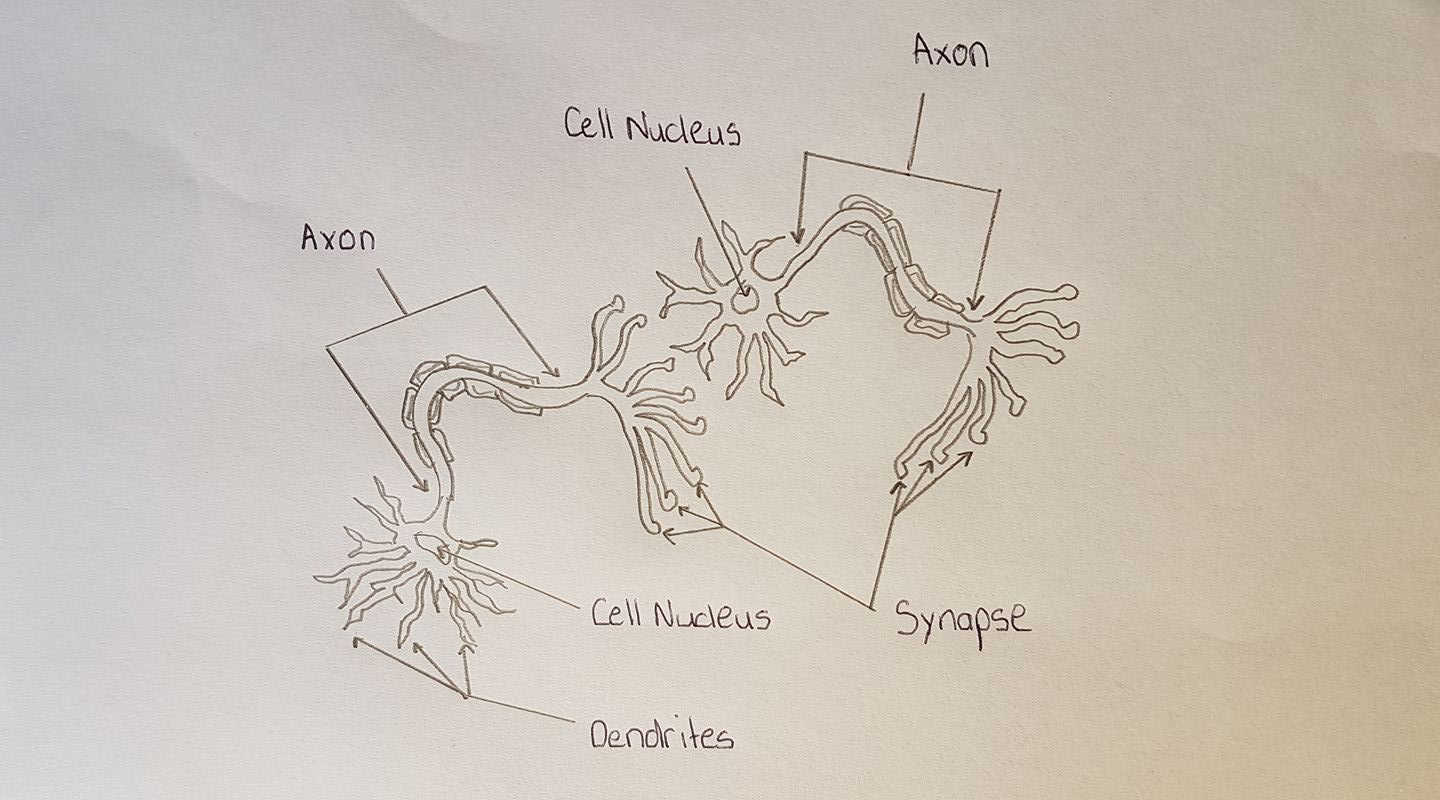 Axon
Cell Nucleus
Axon
Cell Nucleus
Synapse
Dendrites